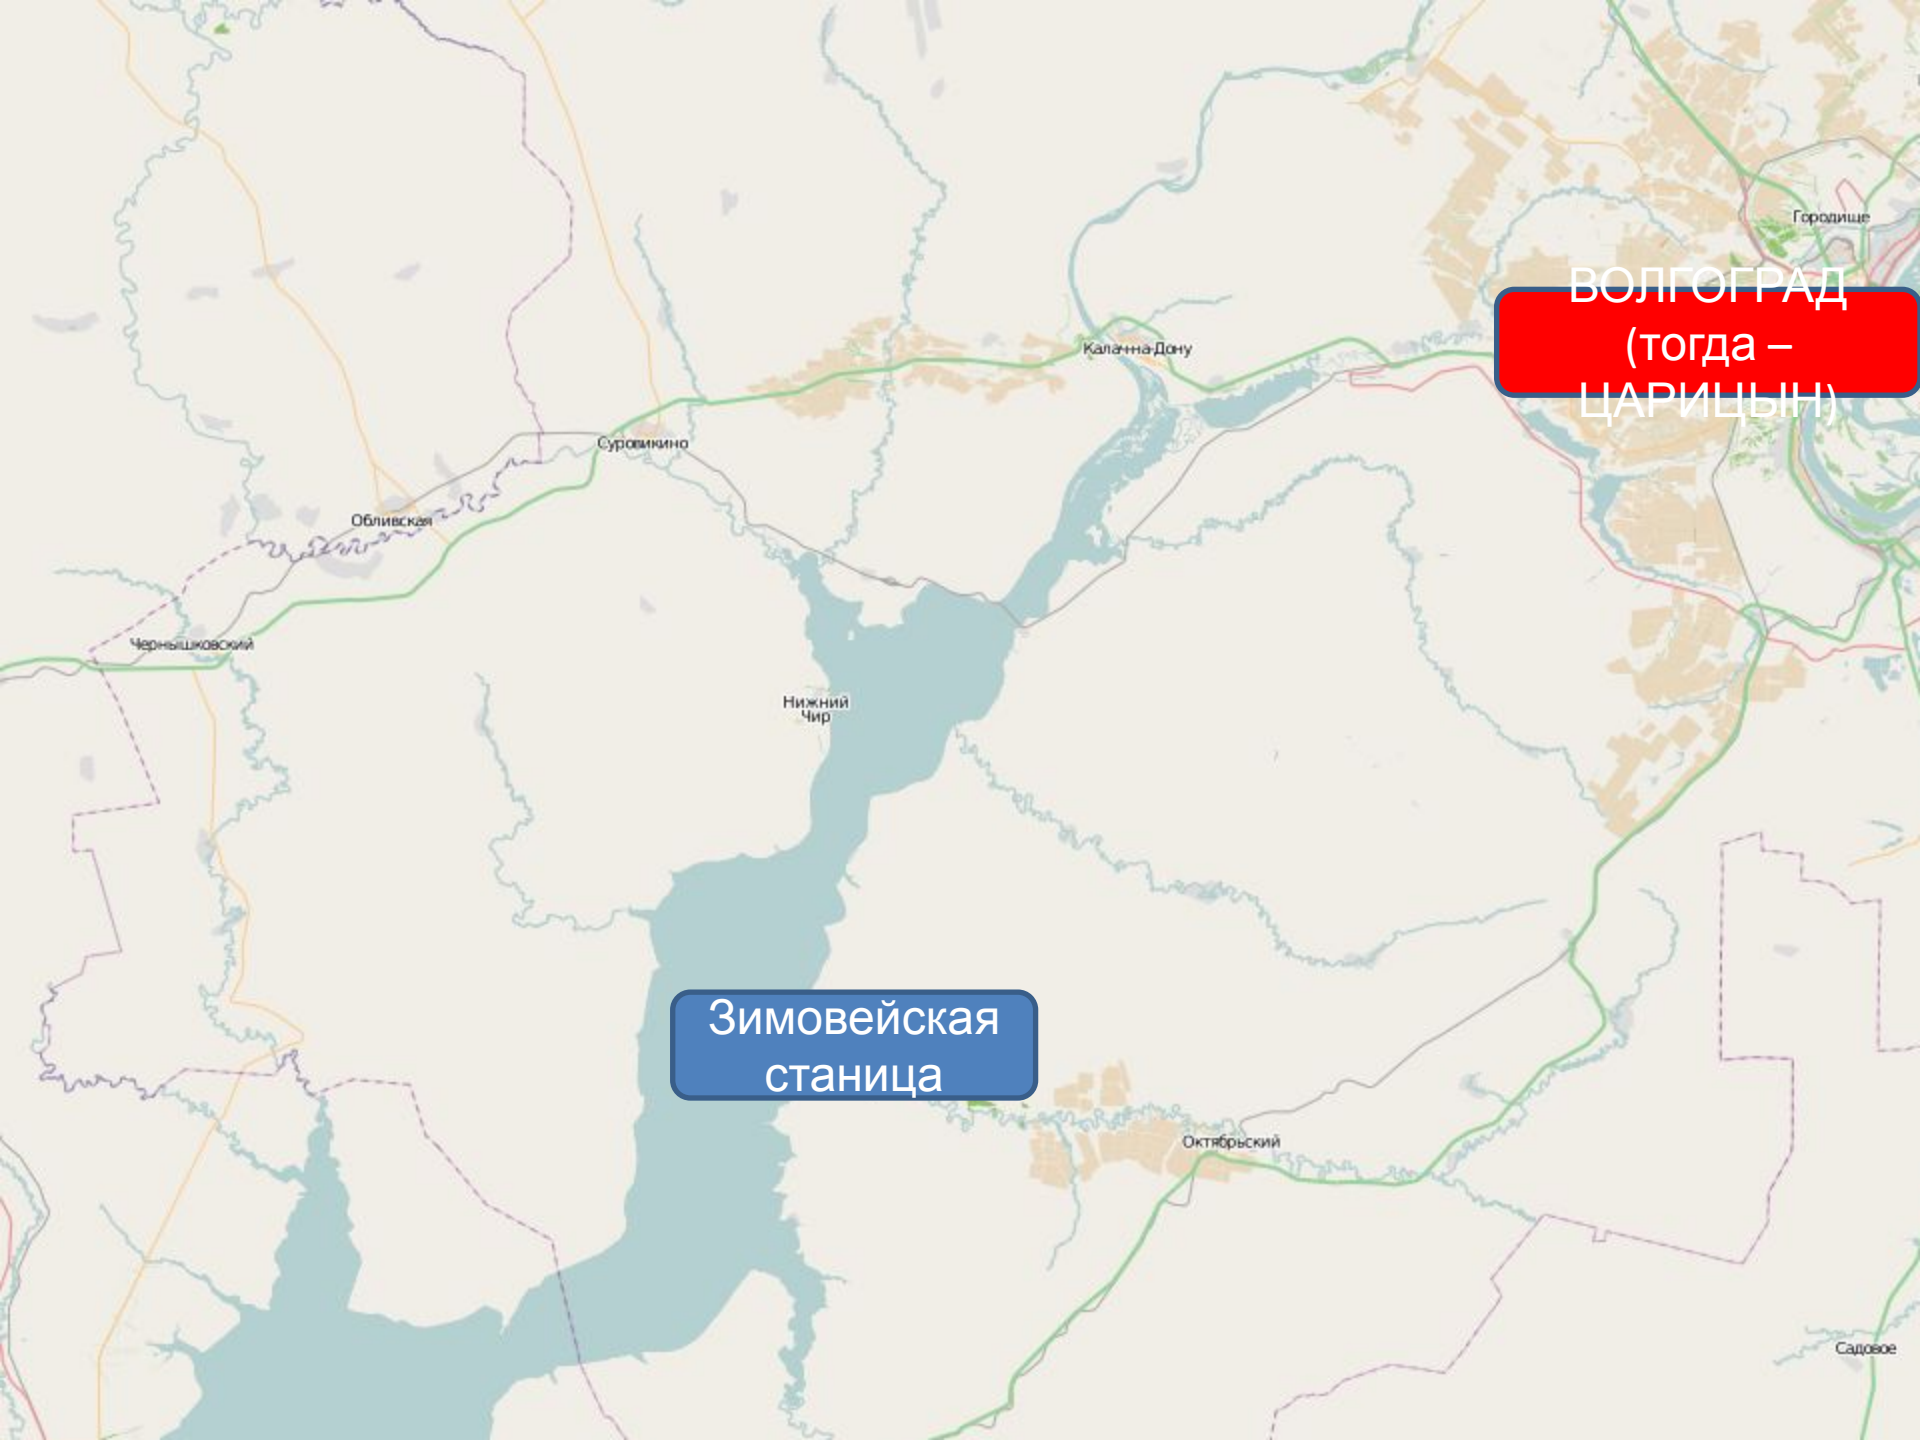 Городище
ВОЛГОГРАД
(тогда –
ЦАРИЦЫН)
Калач-на-Дону
Суровикино
Обливская
Чернышковский
Нижний
Чир
Зимовейская
станица
Октябрьский
Садовое